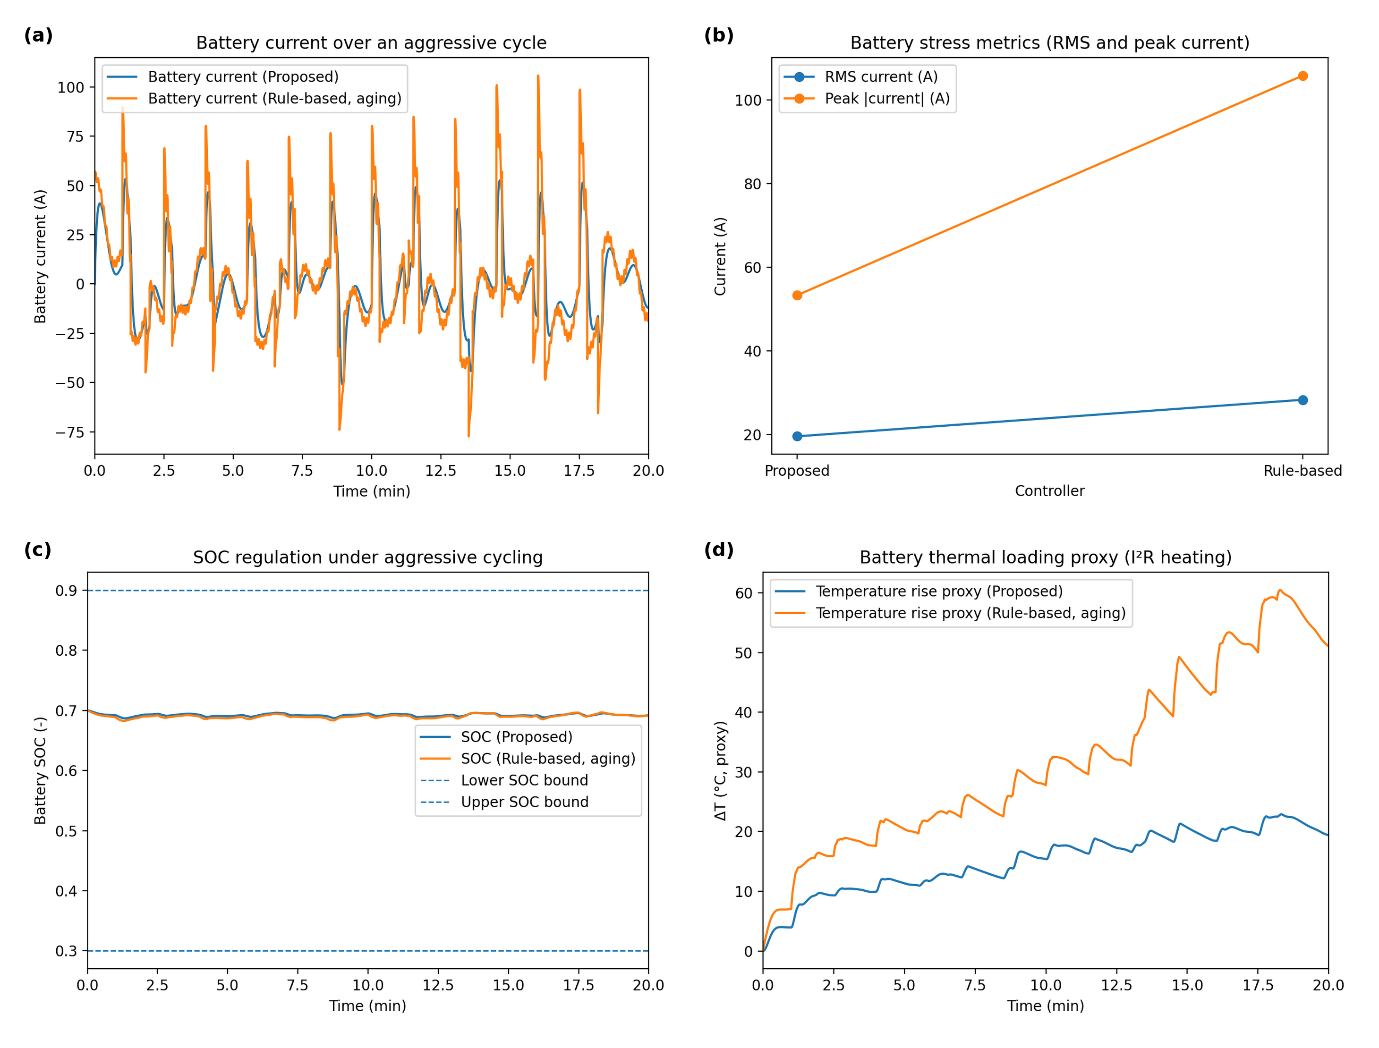 (a)
Battery current over an aggressive cycle
Battery current (Proposed)
Battery current (Rule-based, aging)
100
75
50
25
0
−25
−50
−75
Battery current (A)
0.0 2.5 5.0 7.5 10.0 12.5 15.0 17.5 20.0
Time (min)
(b)
Battery stress metrics (RMS and peak current)
RMS current (A)
Peak |current| (A)
100
80
60
40
20
Current (A)
Proposed Rule-based
Controller
(c)
SOC regulation under aggressive cycling
0.9
0.8
0.7
0.6
0.5
0.4
0.3
Battery SOC (-)
SOC (Proposed)
SOC (Rule-based, aging)
Lower SOC bound
Upper SOC bound
0.0 2.5 5.0 7.5 10.0 12.5 15.0 17.5 20.0
Time (min)
(d)
Battery thermal loading proxy (I²R heating)
Temperature rise proxy (Proposed)
Temperature rise proxy (Rule-based, aging)
60
50
40
30
20
10
0
ΔT (°C, proxy)
0.0 2.5 5.0 7.5 10.0 12.5 15.0 17.5 20.0
Time (min)